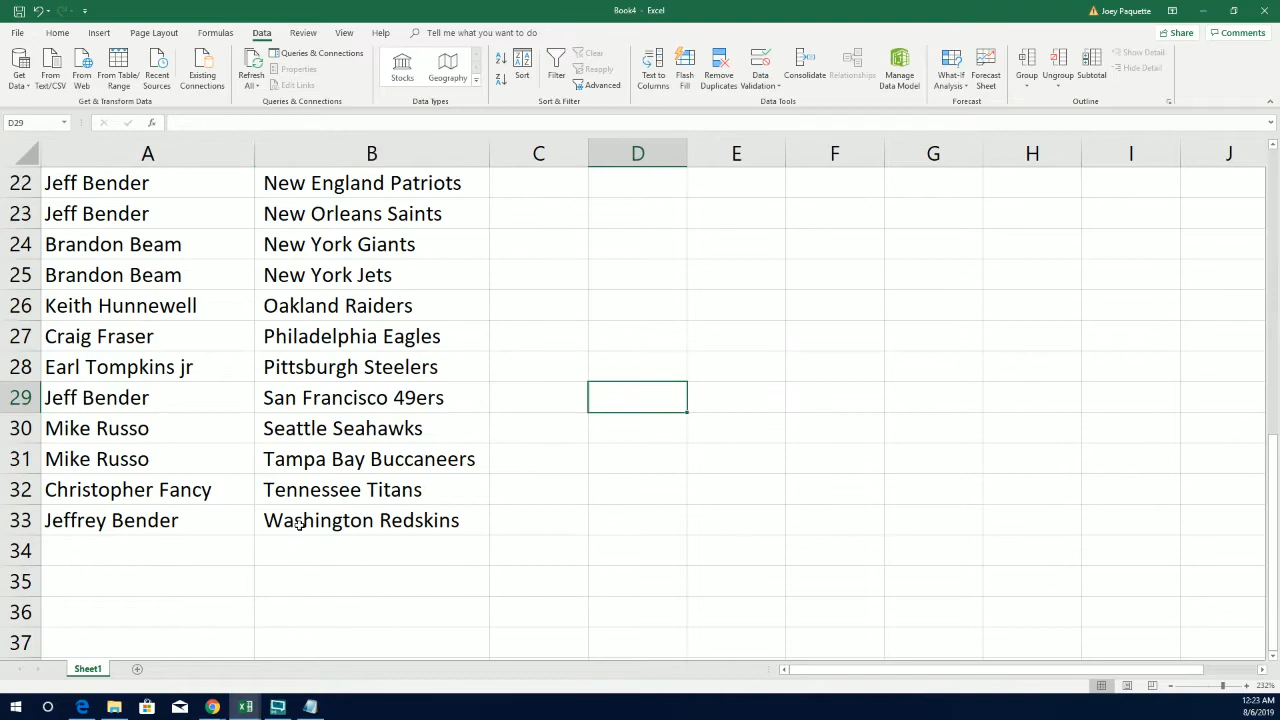 Book4 - Excel
Joey Paquette
File Home Insert Page Layout Formulas Data Review View Help Tell me what you want to do Share Comments
Get Data From Text/CSV From Web From Table/Range Recent Sources Existing Connections
Get & Transform Data
Refresh All Queries & Connections Properties Edit Links
Queries & Connections
Stocks Geography
Data Types
Sort Filter Clear Reapply Advanced
Sort & Filter
Text to Columns Flash Fill Remove Duplicates Data Validation Consolidate Relationships Manage Data Model
Data Tools
What-If Analysis Forecast Sheet
Forecast
Group Ungroup Subtotal Show Detail Hide Detail
Outline
D29 fx
A B C D E F G H I J
22 Jeff Bender New England Patriots
23 Jeff Bender New Orleans Saints
24 Brandon Beam New York Giants
25 Brandon Beam New York Jets
26 Keith Hunnewell Oakland Raiders
27 Craig Fraser Philadelphia Eagles
28 Earl Tompkins jr Pittsburgh Steelers
29 Jeff Bender San Francisco 49ers
30 Mike Russo Seattle Seahawks
31 Mike Russo Tampa Bay Buccaneers
32 Christopher Fancy Tennessee Titans
33 Jeffrey Bender Washington Redskins
34
35
36
37
Sheet1
232%
12:23 AM
8/6/2019